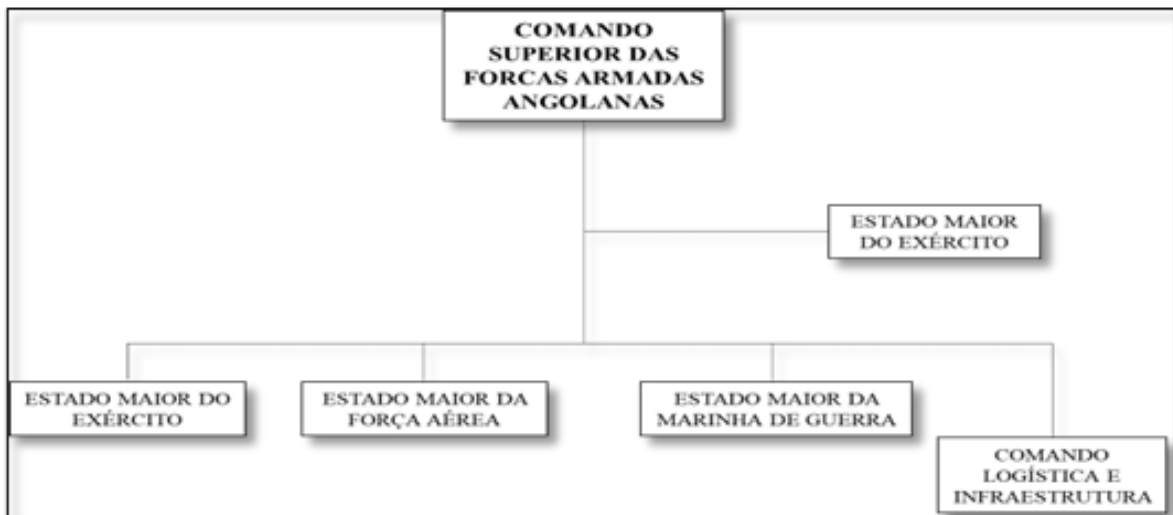 COMANDO
SUPERIOR DAS
FORCAS ARMADAS
ANGOLANAS
ESTADO MAIOR
DO EXÉRCITO
ESTADO MAIOR DO
EXÉRCITO
ESTADO MAIOR DA
FORÇA AÉREA
ESTADO MAIOR DA
MARINHA DE GUERRA
COMANDO
LOGÍSTICA E
INFRAESTRUTURA